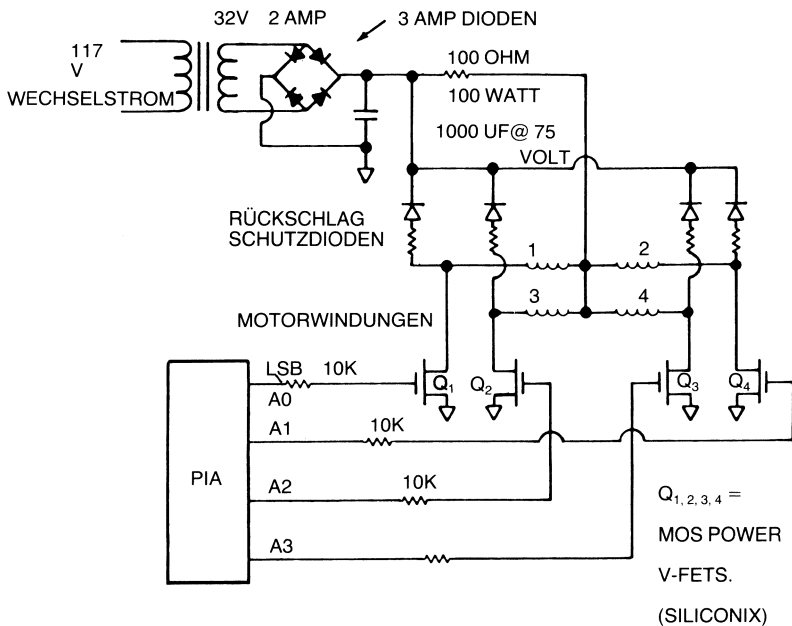 32V 2 AMP
3 AMP DIODEN
117
V
WECHSELSTROM
100 OHM
100 WATT
1000 UF@ 75
VOLT
RÜCKSCHLAG
SCHUTZDIODEN
1
2
3
4
MOTORWINDUNGEN
LSB
10K
A0
Q1
Q2
Q3
Q4
A1
10K
PIA
A2
10K
A3
Q1, 2, 3, 4 =
MOS POWER
V-FETS.
(SILICONIX)